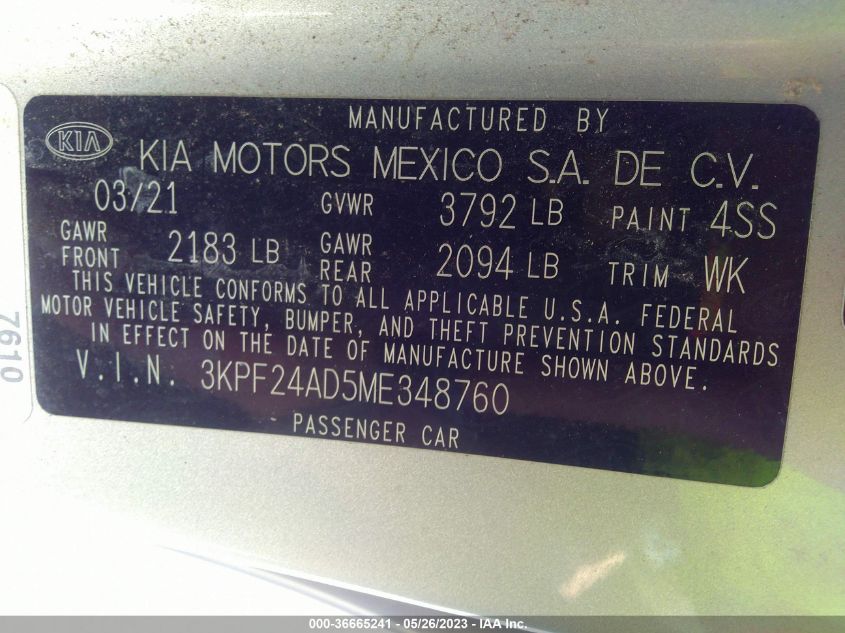 MANUFACTURED BY
KIA KIA MOTORS MEXICO S.A. DE C.V.
03/21 GVWR 3792 LB PAINT 4SS
GAWR FRONT 2183 LB GAWR REAR 2094 LB TRIM WK
THIS VEHICLE CONFORMS TO ALL APPLICABLE U.S.A. FEDERAL
MOTOR VEHICLE SAFETY, BUMPER, AND THEFT PREVENTION STANDARDS
IN EFFECT ON THE DATE OF MANUFACTURE SHOWN ABOVE.
V.I.N. 3KPF24AD5ME348760
PASSENGER CAR
7610
000-36665241 - 05/26/2023 - IAAI.com